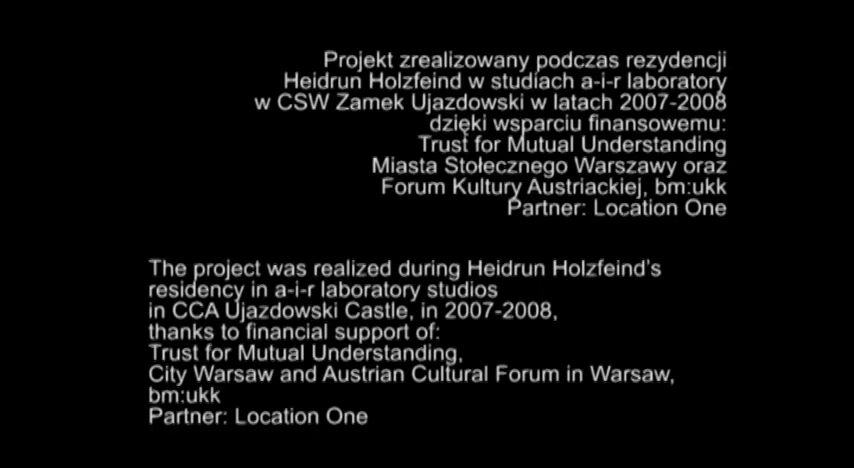 Projekt zrealizowany podczas rezydencji
Heidrun Holzfeind w studiach a-i-r laboratory
w CSW Zamek Ujazdowski w latach 2007-2008
dzięki wsparciu finansowemu:
Trust for Mutual Understanding
Miasta Stołecznego Warszawy oraz
Forum Kultury Austriackiej, bm:ukk
Partner: Location One
The project was realized during Heidrun Holzfeind's
residency in a-i-r laboratory studios
in CCA Ujazdowski Castle, in 2007-2008,
thanks to financial support of:
Trust for Mutual Understanding,
City Warsaw and Austrian Cultural Forum in Warsaw,
bm:ukk
Partner: Location One